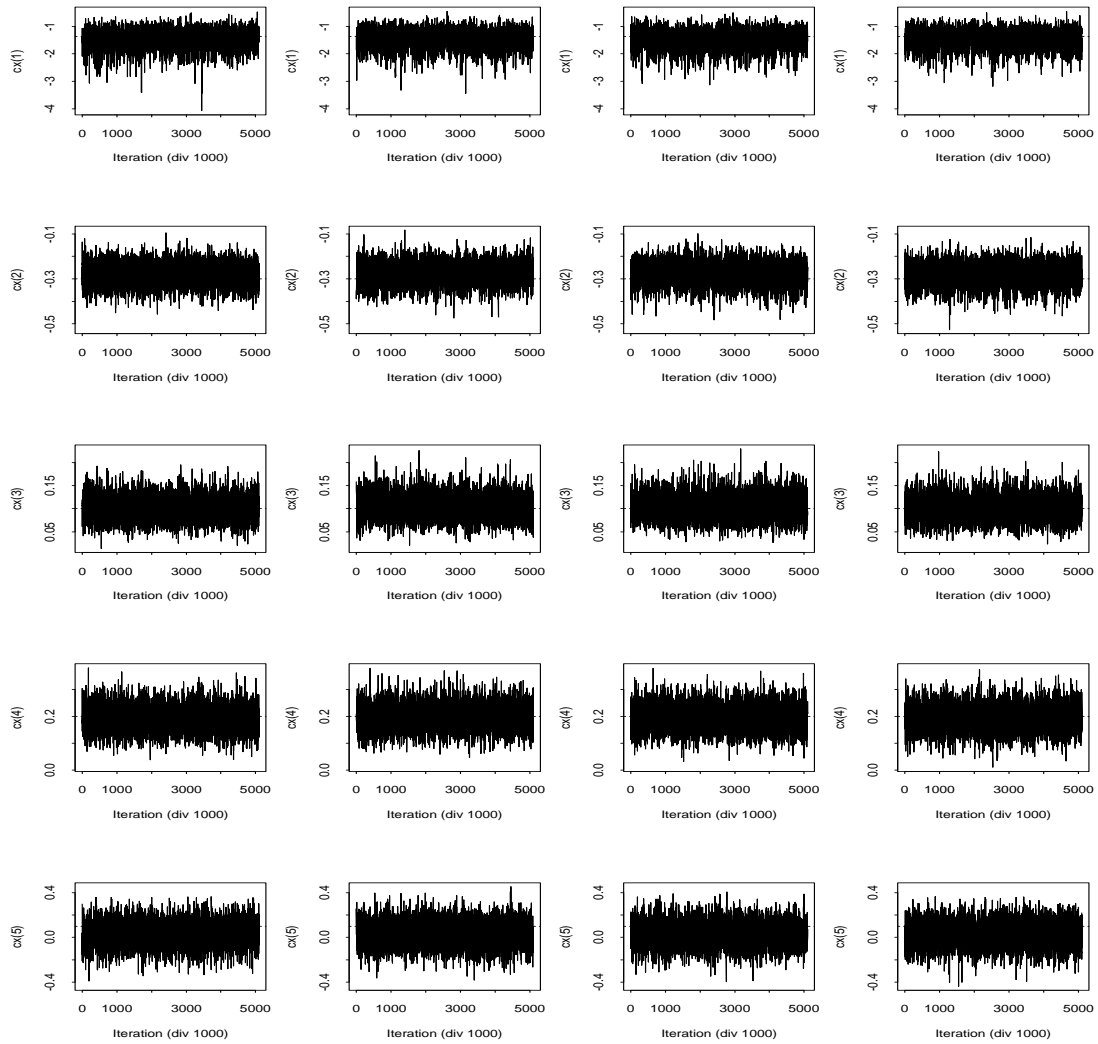 cx(1) -4 -3 -2 -1 cx(1) -4 -3 -2 -1 cx(1) -4 -3 -2 -1 cx(1) -4 -3 -2 -1
0 1000 3000 5000 0 1000 3000 5000 0 1000 3000 5000 0 1000 3000 5000
Iteration (div 1000) Iteration (div 1000) Iteration (div 1000) Iteration (div 1000)
cx(2) -0.5 -0.3 -0.1 cx(2) -0.5 -0.3 -0.1 cx(2) -0.5 -0.3 -0.1 cx(2) -0.5 -0.3 -0.1
0 1000 3000 5000 0 1000 3000 5000 0 1000 3000 5000 0 1000 3000 5000
Iteration (div 1000) Iteration (div 1000) Iteration (div 1000) Iteration (div 1000)
cx(3) 0.05 0.15 cx(3) 0.05 0.15 cx(3) 0.05 0.15 cx(3) 0.05 0.15
0 1000 3000 5000 0 1000 3000 5000 0 1000 3000 5000 0 1000 3000 5000
Iteration (div 1000) Iteration (div 1000) Iteration (div 1000) Iteration (div 1000)
cx(4) 0.0 0.2 cx(4) 0.0 0.2 cx(4) 0.0 0.2 cx(4) 0.0 0.2
0 1000 3000 5000 0 1000 3000 5000 0 1000 3000 5000 0 1000 3000 5000
Iteration (div 1000) Iteration (div 1000) Iteration (div 1000) Iteration (div 1000)
cx(5) -0.4 0.0 0.4 cx(5) -0.4 0.0 0.4 cx(5) -0.4 0.0 0.4 cx(5) -0.4 0.0 0.4
0 1000 3000 5000 0 1000 3000 5000 0 1000 3000 5000 0 1000 3000 5000
Iteration (div 1000) Iteration (div 1000) Iteration (div 1000) Iteration (div 1000)